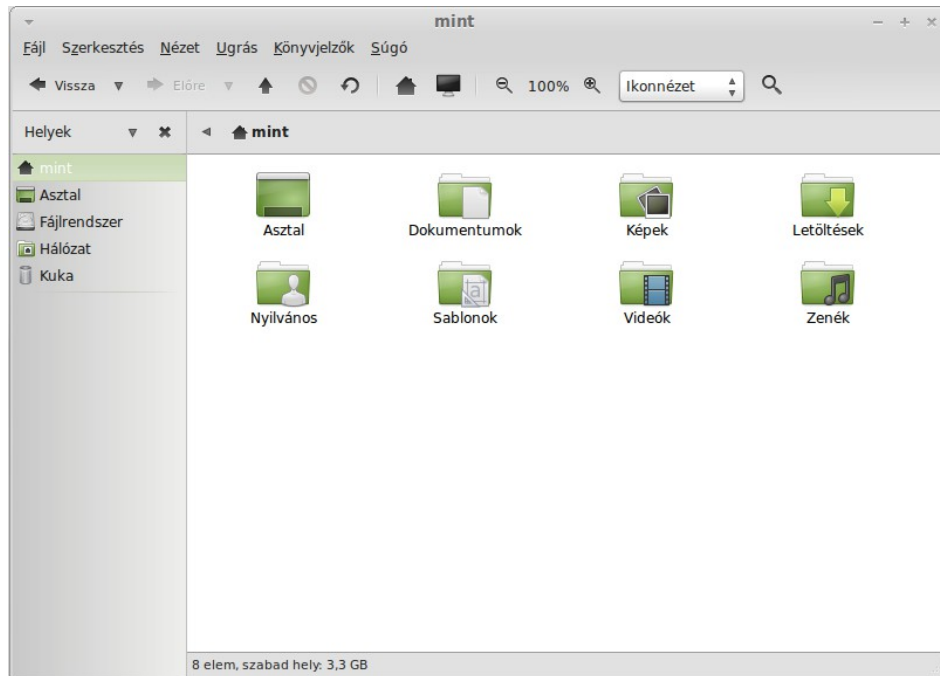 mint
Fájl Szerkesztés Nézet Ugrás Könyvjelzők Súgó
Vissza Előre 100% Ikonnézet
Helyek mint
mint
Asztal
Fájlrendszer
Hálózat
Kuka
Asztal Dokumentumok Képek Letöltések
Nyilvános Sablonok Videók Zenék
8 elem, szabad hely: 3,3 GB